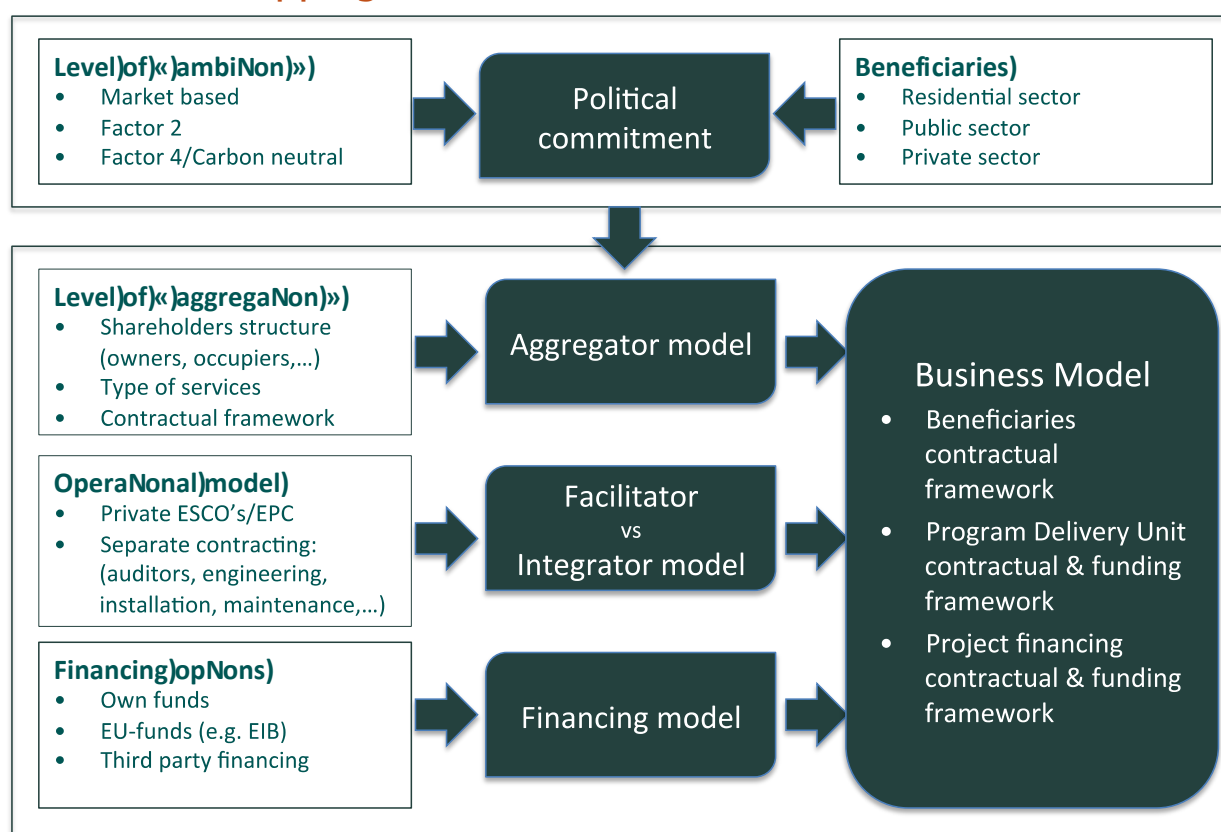 Level)of)«)ambiNon)»)
• Market based
• Factor 2
• Factor 4/Carbon neutral
Political
commitment
Beneficiaries)
• Residential sector
• Public sector
• Private sector
Level)of)«)aggregaNon)»)
• Shareholders structure
(owners, occupiers,...)
• Type of services
• Contractual framework
Aggregator model
OperaNonal)model)
• Private ESCO's/EPC
• Separate contracting:
(auditors, engineering,
installation, maintenance,...)
Facilitator
vs
Integrator model
Financing)opNons)
• Own funds
• EU-funds (e.g. EIB)
• Third party financing
Financing model
Business Model
• Beneficiaries
contractual
framework
• Program Delivery Unit
contractual & funding
framework
• Project financing
contractual & funding
framework